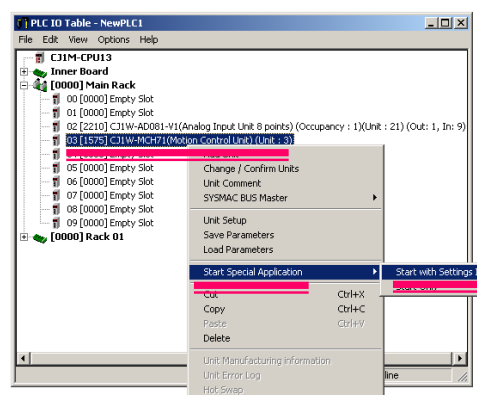 PLC IO Table - NewPLC1
File Edit View Options Help
CJ1M-CPU13
Inner Board
[0000] Main Rack
00 [0000] Empty Slot
01 [0000] Empty Slot
02 [2210] CJ1W-AD081-V1(Analog Input Unit 8 points) (Occupancy : 1)(Unit : 21) (Out: 1, In: 9)
03 [1575] CJ1W-MCH71(Motion Control Unit) (Unit : 3)
05 [0000] Empty Slot
06 [0000] Empty Slot
07 [0000] Empty Slot
08 [0000] Empty Slot
09 [0000] Empty Slot
[0000] Rack 01
Change / Confirm Units
Unit Comment
SYSMAC BUS Master
Unit Setup
Save Parameters
Load Parameters
Start Special Application
Start with Settings
Cut Ctrl+X
Copy Ctrl+C
Paste Ctrl+V
Delete
Unit Manufacturing information
Unit Error Log
Hot Swap
line